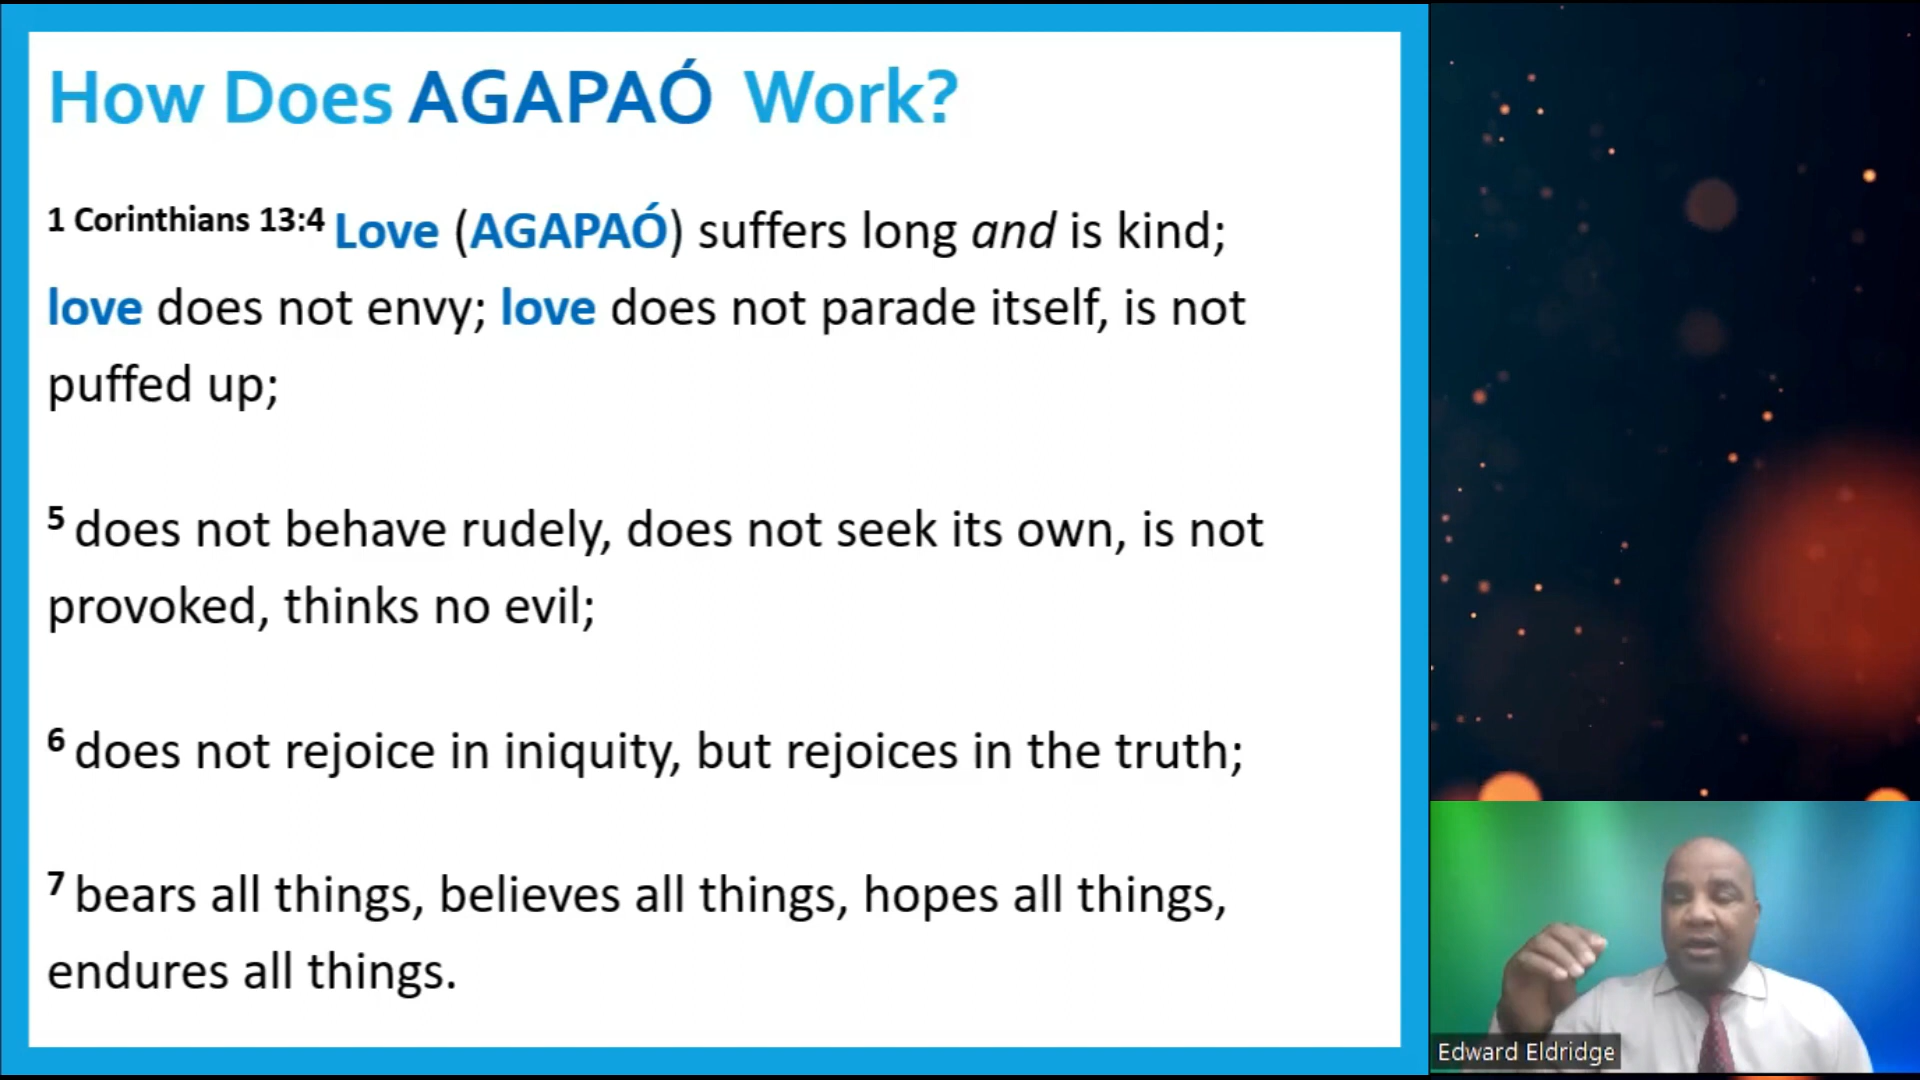 How Does AGAPAÓ Work?
1 Corinthians 13:4 Love (AGAPAÓ) suffers long and is kind;
love does not envy; love does not parade itself, is not
puffed up;
5 does not behave rudely, does not seek its own, is not
provoked, thinks no evil;
6 does not rejoice in iniquity, but rejoices in the truth;
7 bears all things, believes all things, hopes all things,
endures all things.
Edward Eldridge